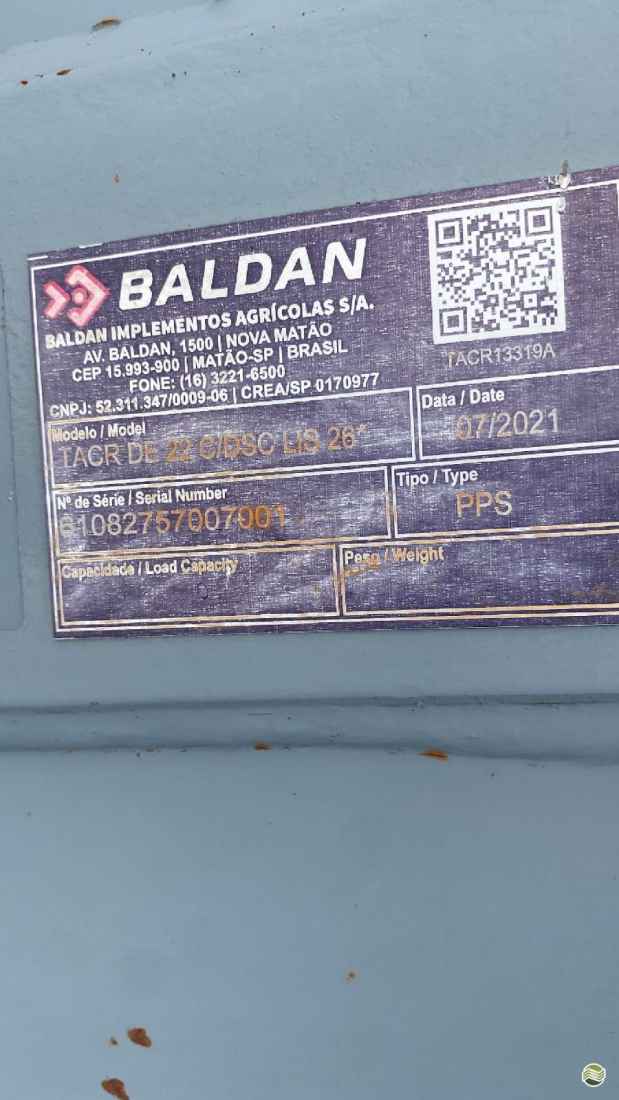 BALDAN
BALDAN IMPLEMENTOS AGRÍCOLAS S/A.
AV. BALDAN, 1500 | NOVA MATÃO
CEP 15.993-900 | MATÃO-SP | BRASIL
FONE: (16) 3221-6500
CNPJ: 52.311.347/0009-06 | CREA/SP 0170977
TACR13319A
Modelo / Model
TACR DE 22 C/DSC LIS 26"
Data / Date
07/2021
Nº de Série / Serial Number
61082757007001
Tipo / Type
PPS
Capacidade / Load Capacity
Peso / Weight